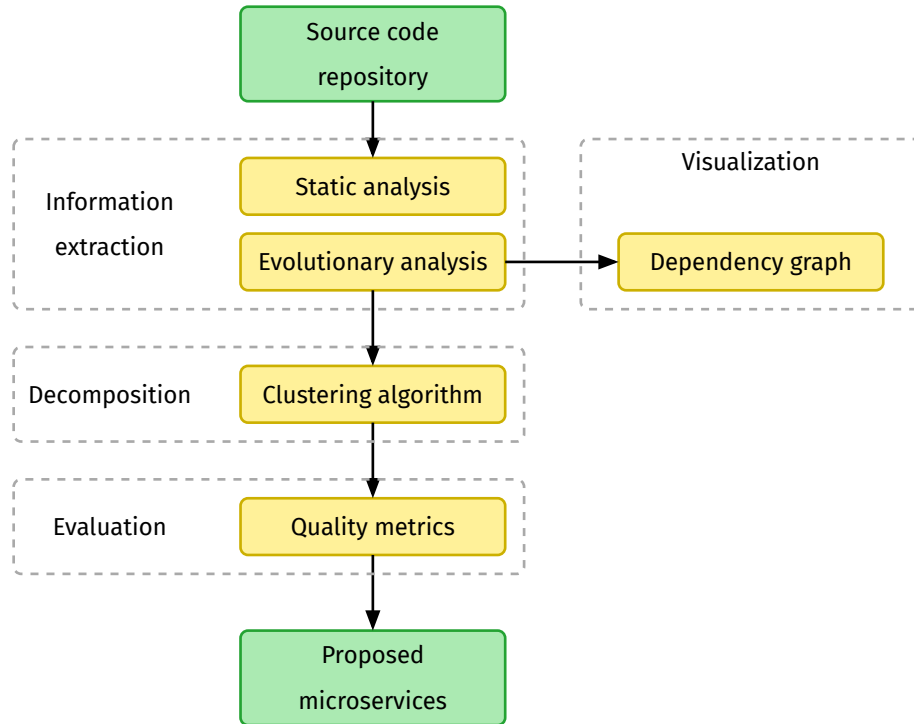 Source code
repository
Information
extraction
Static analysis
Evolutionary analysis
Visualization
Dependency graph
Decomposition
Clustering algorithm
Evaluation
Quality metrics
Proposed
microservices